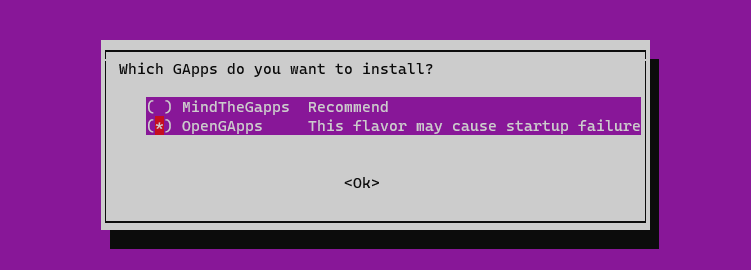 Which GApps do you want to install?
( ) MindTheGapps  Recommend
(*) OpenGApps     This flavor may cause startup failure
<Ok>